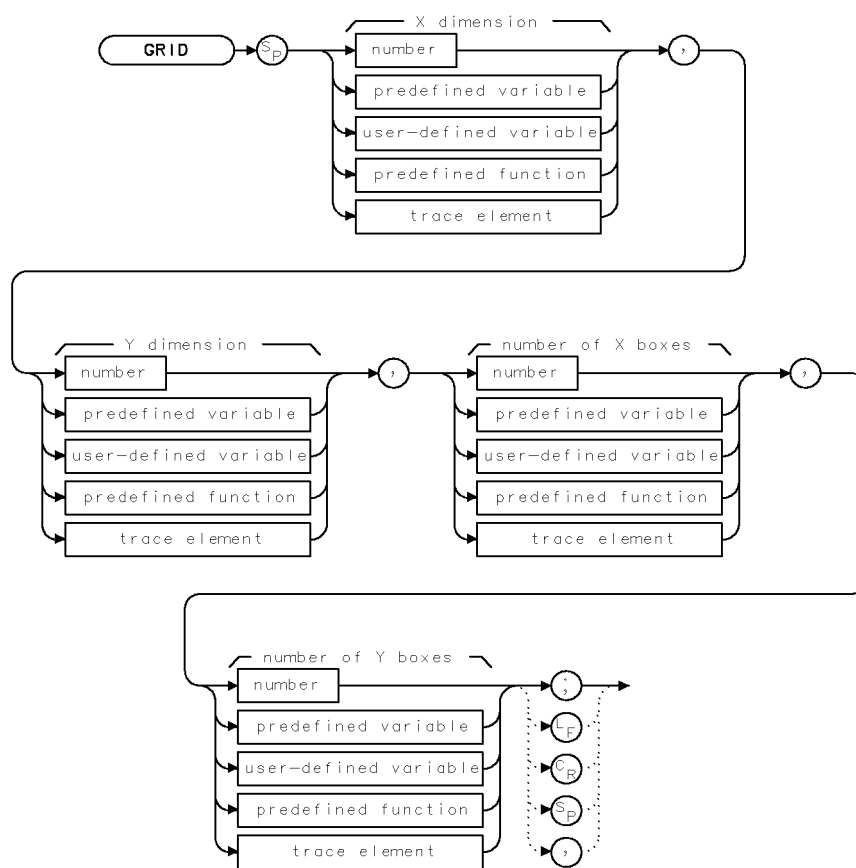 X dimension
GRID
SP
number
,
predefined variable
user-defined variable
predefined function
trace element
Y dimension
number
predefined variable
user-defined variable
predefined function
trace element
,
number of X boxes
number
predefined variable
user-defined variable
predefined function
trace element
,
number of Y boxes
number
predefined variable
user-defined variable
predefined function
trace element
;
LF
CR
SP
,